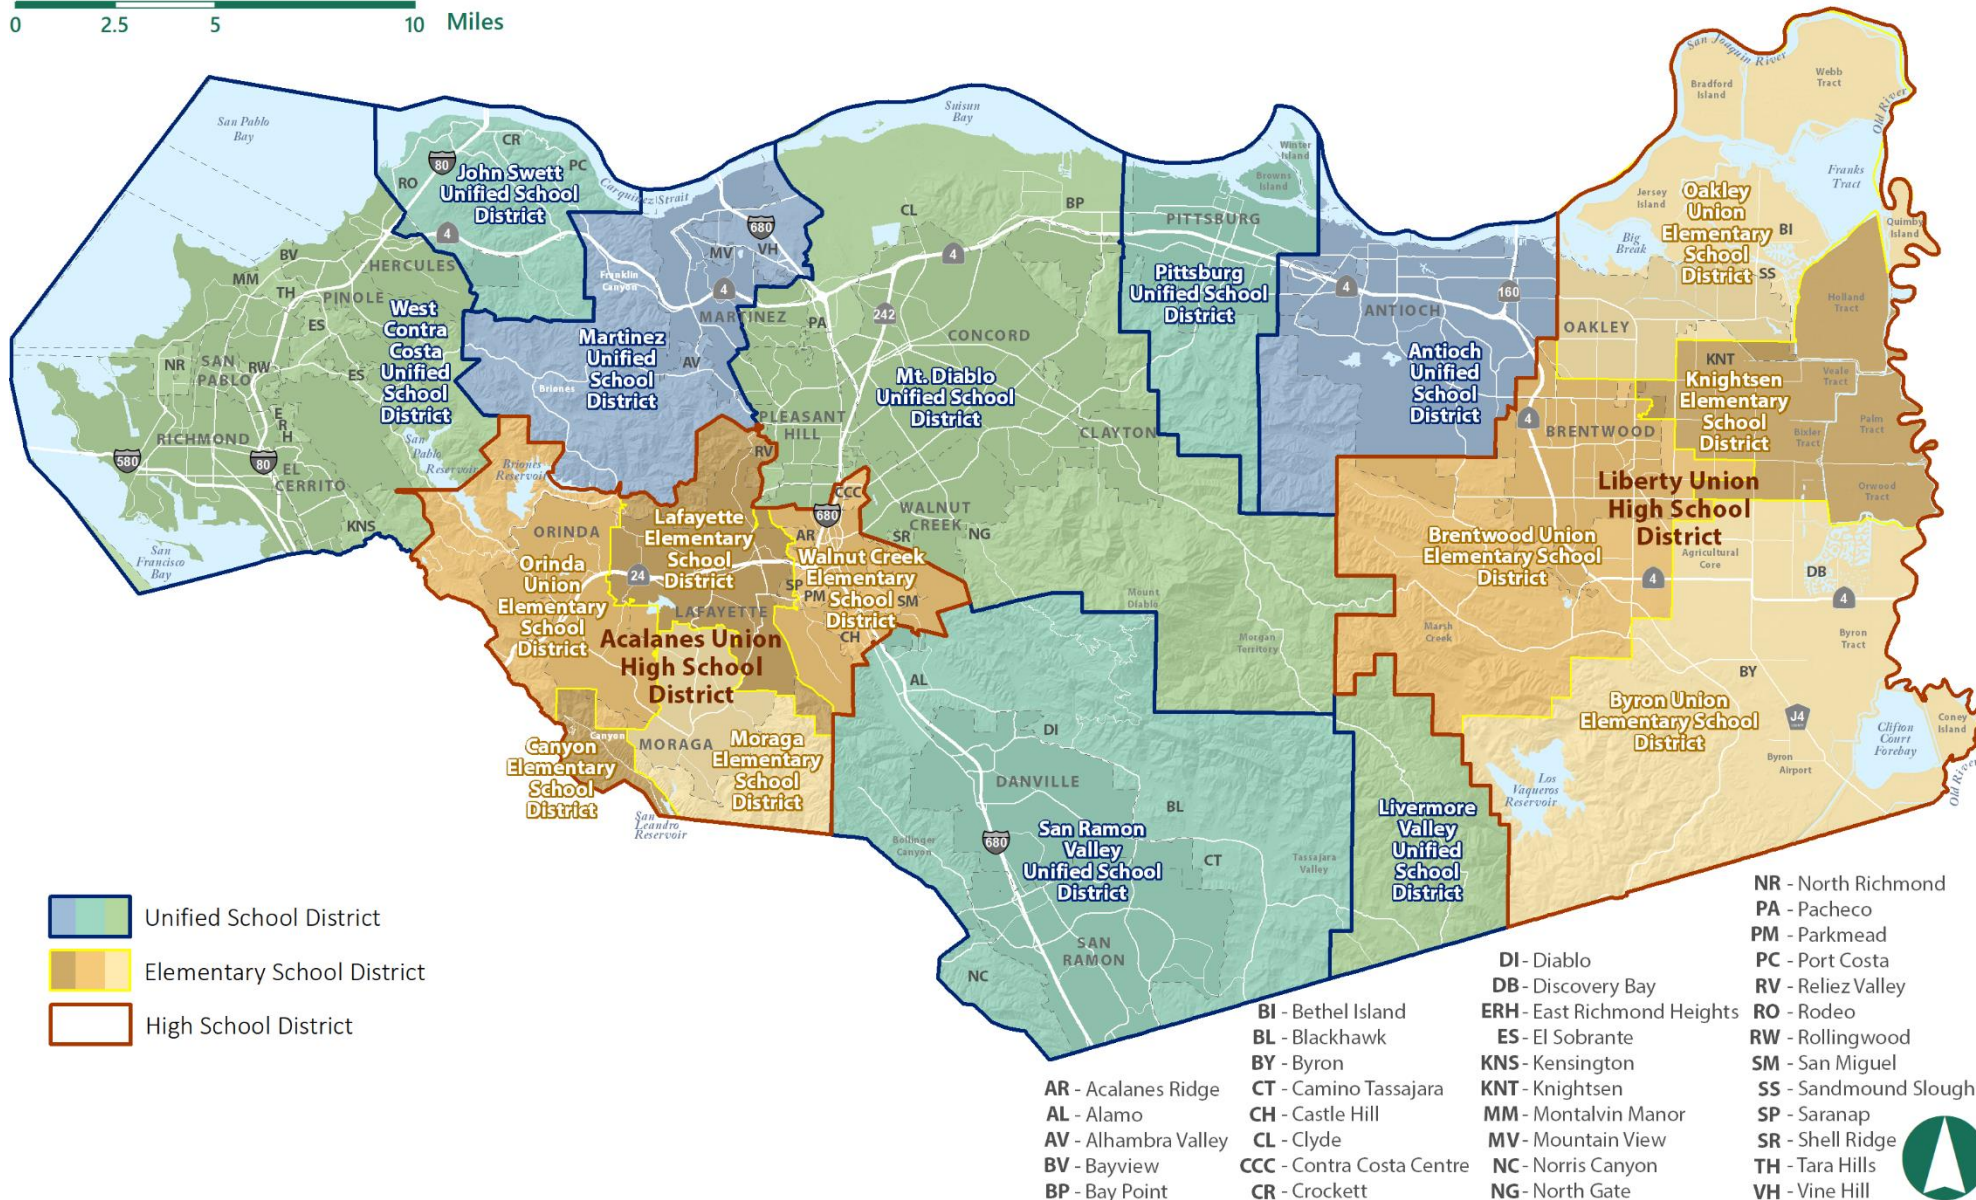 0 2.5 5 10 Miles
San Pablo
Bay
Suisun
Bay
San Joaquin River
Bradford
Island
Webb
Tract
Old River
Franks
Tract
Winter
Island
Browns
Island
Carquinez Strait
CR
80
PC
RO
John Swett
Unified School
District
4
680
MV
VH
CL
BP
4
PITTSBURG
Jersey
Island
Oakley
Union
Elementary
School
District
BI
SS
Quimby
Island
Big
Break
BV
MM
TH
HERCULES
PINOLE
ES
Franklin
Canyon
4
MARTINEZ
West
Contra
Costa
Unified
School
District
Martinez
Unified
School
District
AV
Briones
PA
242
CONCORD
Mt. Diablo
Unified School
District
Pittsburg
Unified School
District
4
160
ANTIOCH
Antioch
Unified
School
District
OAKLEY
Holland
Tract
KNT
Knightsen
Elementary
School
District
Veale
Tract
Palm
Tract
Bixler
Tract
Orwood
Tract
NR
SAN
PABLO
RW
ES
E
R
H
RICHMOND
580
80
EL
CERRITO
KNS
San
Pablo
Reservoir
Briones
Reservoir
San
Francisco
Bay
PLEASANT
HILL
RV
CLAYTON
CCC
680
WALNUT
CREEK
SR
NG
AR
4
BRENTWOOD
Liberty Union
High School
District
Brentwood Union
Elementary School
District
Agricultural
Core
4
DB
4
Byron
Tract
ORINDA
Orinda
Union
Elementary
School
District
Lafayette
Elementary
School
District
24
LAFAYETTE
Walnut Creek
Elementary
School
District
SP
PM
SM
CH
Acalanes Union
High School
District
Mount
Diablo
Morgan
Territory
Marsh
Creek
BY
Byron Union
Elementary School
District
J4
Clifton
Court
Forebay
Coney
Island
Old River
Byron
Airport
Los
Vaqueros
Reservoir
Canyon
Canyon
Elementary
School
District
MORAGA
Moraga
Elementary
School
District
San
Leandro
Reservoir
AL
DI
DANVILLE
BL
680
San Ramon
Valley
Unified School
District
CT
Bollinger
Canyon
Tassajara
Valley
Livermore
Valley
Unified
School
District
SAN
RAMON
NC
Unified School District
Elementary School District
High School District
AR - Acalanes Ridge
AL - Alamo
AV - Alhambra Valley
BV - Bayview
BP - Bay Point
BI - Bethel Island
BL - Blackhawk
BY - Byron
CT - Camino Tassajara
CH - Castle Hill
CL - Clyde
CCC - Contra Costa Centre
CR - Crockett
DI - Diablo
DB - Discovery Bay
ERH - East Richmond Heights
ES - El Sobrante
KNS - Kensington
KNT - Knightsen
MM - Montalvin Manor
MV - Mountain View
NC - Norris Canyon
NG - North Gate
NR - North Richmond
PA - Pacheco
PM - Parkmead
PC - Port Costa
RV - Reliez Valley
RO - Rodeo
RW - Rollingwood
SM - San Miguel
SS - Sandmound Slough
SP - Saranap
SR - Shell Ridge
TH - Tara Hills
VH - Vine Hill